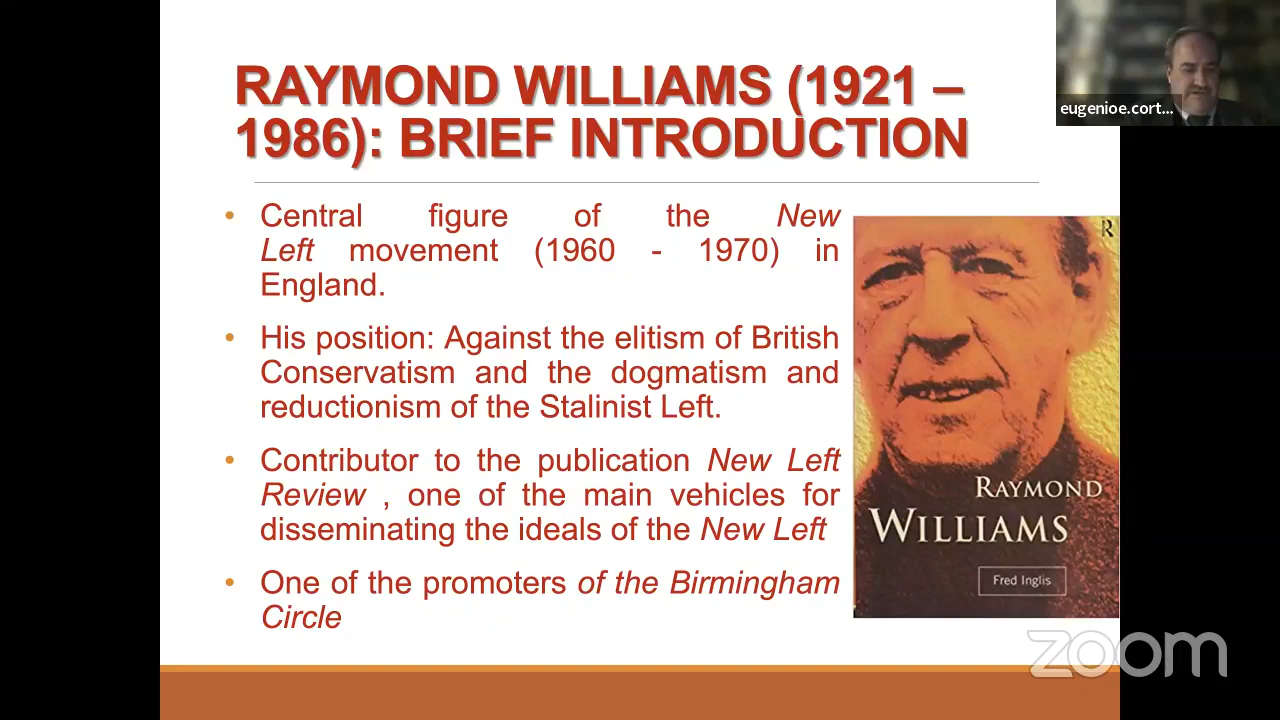 RAYMOND WILLIAMS (1921 –
1986): BRIEF INTRODUCTION
• Central figure of the New
Left movement (1960 - 1970) in
England.
• His position: Against the elitism of British
Conservatism and the dogmatism and
reductionism of the Stalinist Left.
• Contributor to the publication New Left
Review , one of the main vehicles for
disseminating the ideals of the New Left
• One of the promoters of the Birmingham
Circle
R
RAYMOND
WILLIAMS
Fred Inglis
eugenioe.cort...
zoom